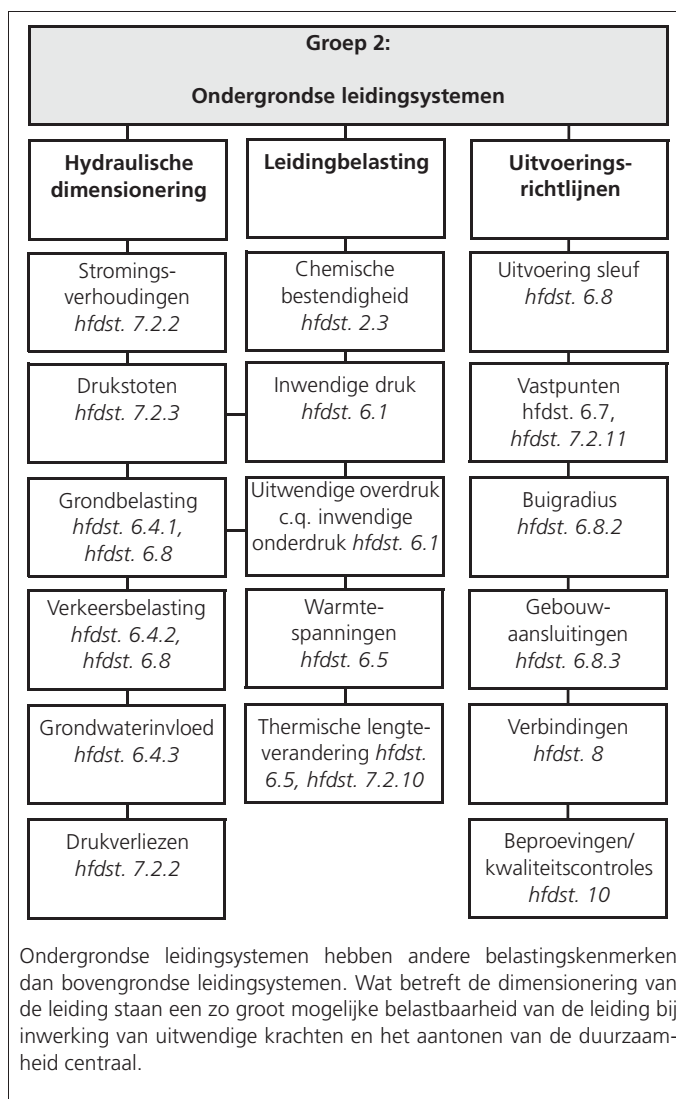 Groep 2:
Ondergrondse leidingsystemen
Hydraulische
dimensionering
Stromings-
verhoudingen
hfdst. 7.2.2
Drukstoten
hfdst. 7.2.3
Grondbelasting
hfdst. 6.4.1,
hfdst. 6.8
Verkeersbelasting
hfdst. 6.4.2,
hfdst. 6.8
Grondwaterinvloed
hfdst. 6.4.3
Drukverliezen
hfdst. 7.2.2
Leidingbelasting
Chemische
bestendigheid
hfdst. 2.3
Inwendige druk
hfdst. 6.1
Uitwendige overdruk
c.q. inwendige
onderdruk hfdst. 6.1
Warmte-
spanningen
hfdst. 6.5
Thermische lengte-
verandering hfdst.
6.5, hfdst. 7.2.10
Uitvoerings-
richtlijnen
Uitvoering sleuf
hfdst. 6.8
Vastpunten
hfdst. 6.7,
hfdst. 7.2.11
Buigradius
hfdst. 6.8.2
Gebouw-
aansluitingen
hfdst. 6.8.3
Verbindingen
hfdst. 8
Beproevingen/
kwaliteitscontroles
hfdst. 10
Ondergrondse leidingsystemen hebben andere belastingskenmerken
dan bovengrondse leidingsystemen. Wat betreft de dimensionering van
de leiding staan een zo groot mogelijke belastbaarheid van de leiding bij
inwerking van uitwendige krachten en het aantonen van de duurzaam-
heid centraal.